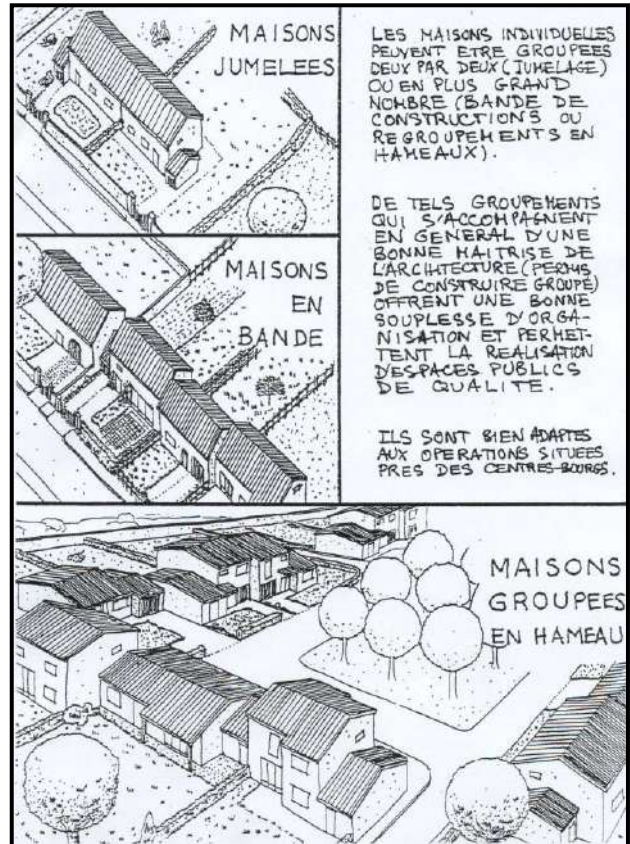 MAISONS
JUMELEES
LES MAISONS INDIVIDUELLES
PEUVENT ETRE GROUPEES
DEUX PAR DEUX (JUMELAGE)
OU EN PLUS GRAND
NOMBRE (BANDE DE
CONSTRUCTIONS OU
REGROUPEMENTS EN
HAMEAUX).
DE TELS GROUPEMENTS
QUI S'ACCOMPAGNENT
EN GENERAL D'UNE
BONNE MAITRISE DE
L'ARCHITECTURE (PERMIS
DE CONSTRUIRE GROUPÉ)
OFFRENT UNE BONNE
SOUPLESSE D'ORGA-
NISATION ET PERMET-
TENT LA REALISATION
D'ESPACES PUBLICS
DE QUALITE.
ILS SONT BIEN ADAPTES
AUX OPERATIONS SITUEES
PRES DES CENTRES-BOURGS.
MAISONS
EN
BANDE
MAISONS
GROUPEES
EN HAMEAU